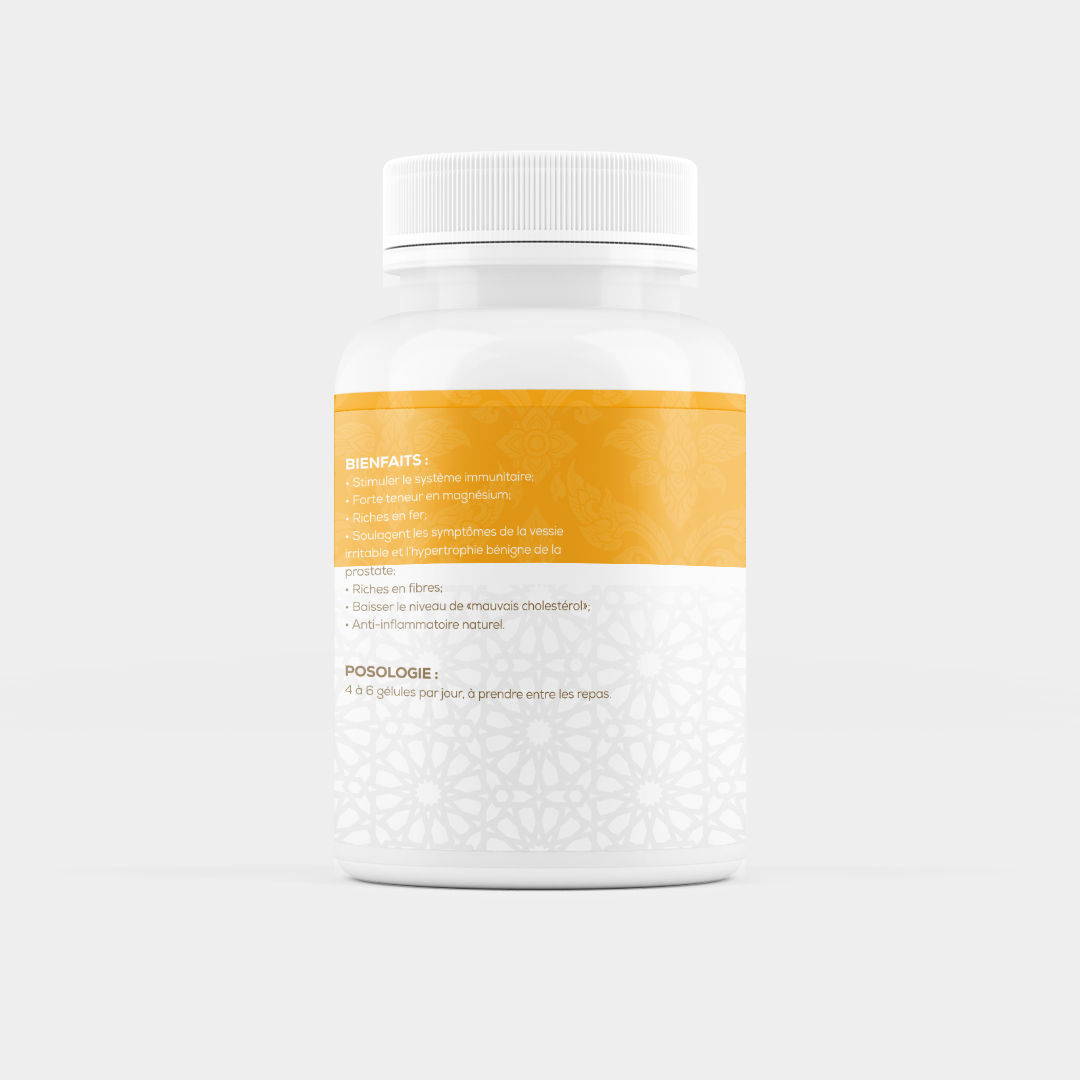 BIENFAITS :
• Stimuler le système immunitaire;
• Forte teneur en magnésium;
• Riches en fer;
• Soulagent les symptômes de la vessie
irritable et l'hypertrophie bénigne de la
prostate;
• Riches en fibres;
• Baisser le niveau de «mauvais cholestérol»;
• Anti-inflammatoire naturel.
POSOLOGIE :
4 à 6 gélules par jour, à prendre entre les repas.